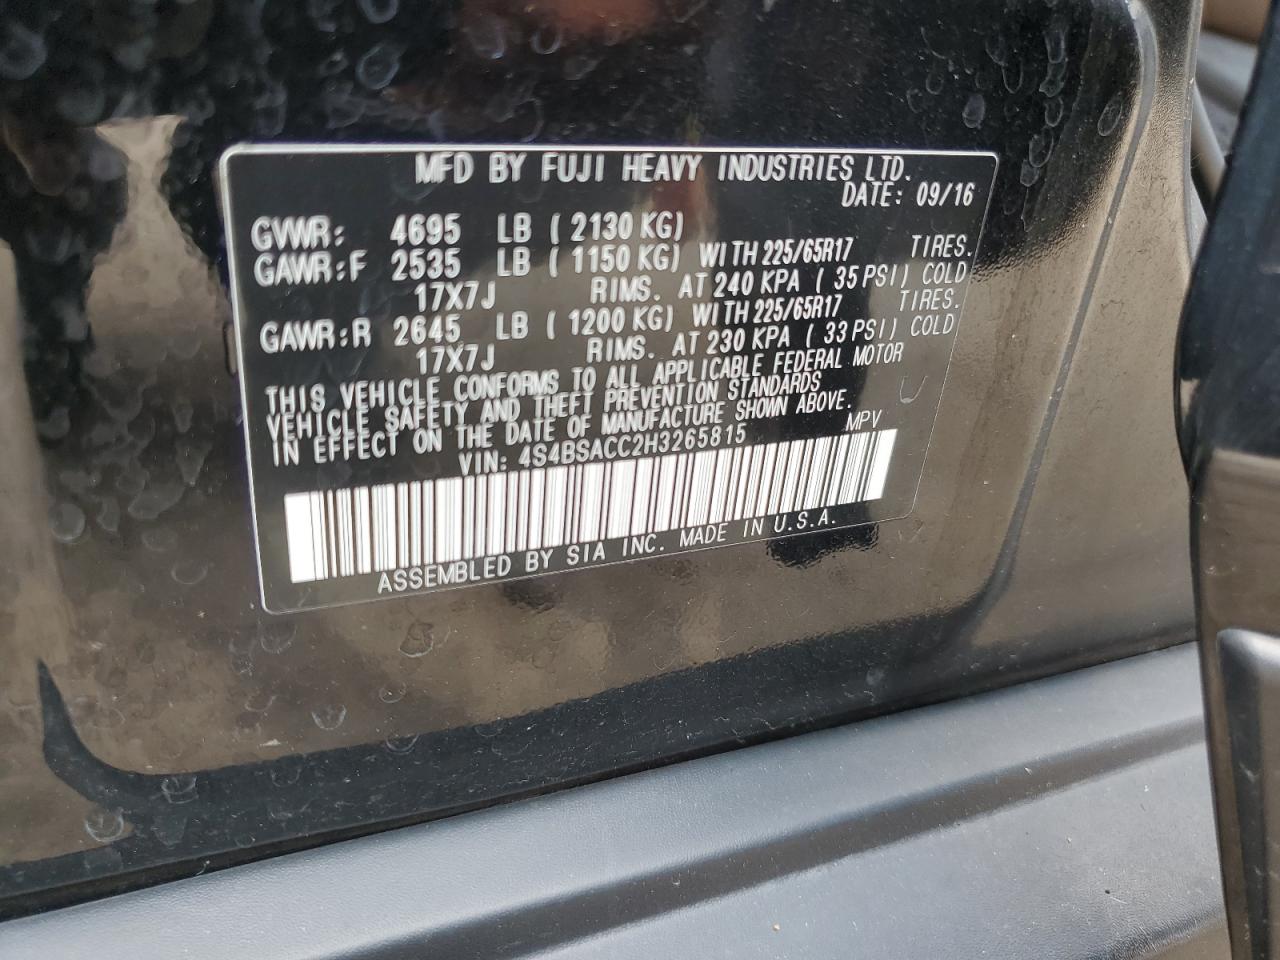 MFD BY FUJI HEAVY INDUSTRIES LTD.
DATE: 09/16
GVWR: 4695 LB ( 2130 KG)
GAWR:F 2535 LB ( 1150 KG) WITH 225/65R17 TIRES.
17X7J RIMS. AT 240 KPA ( 35 PSI) COLD
GAWR:R 2645 LB ( 1200 KG) WITH 225/65R17 TIRES.
17X7J RIMS. AT 230 KPA ( 33 PSI) COLD
THIS VEHICLE CONFORMS TO ALL APPLICABLE FEDERAL MOTOR
VEHICLE SAFETY AND THEFT PREVENTION STANDARDS
IN EFFECT ON THE DATE OF MANUFACTURE SHOWN ABOVE.
VIN: 4S4BSACC2H3265815 MPV
ASSEMBLED BY SIA INC. MADE IN U.S.A.